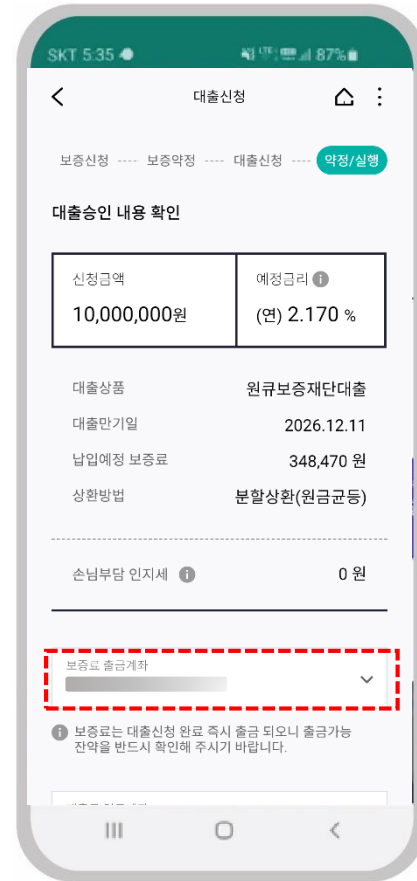 SKT 5:35
LTE 87%
대출신청
보증신청 ---- 보증약정 ---- 대출신청 ---- 약정/실행
대출승인 내용 확인
신청금액 예정금리
10,000,000원 (연) 2.170 %
대출상품 원큐보증재단대출
대출만기일 2026.12.11
납입예정 보증료 348,470 원
상환방법 분할상환(원금균등)
손님부담 인지세 0 원
보증료 출금계좌
보증료는 대출신청 완료 즉시 출금 되오니 출금가능
잔약을 반드시 확인해 주시기 바랍니다.